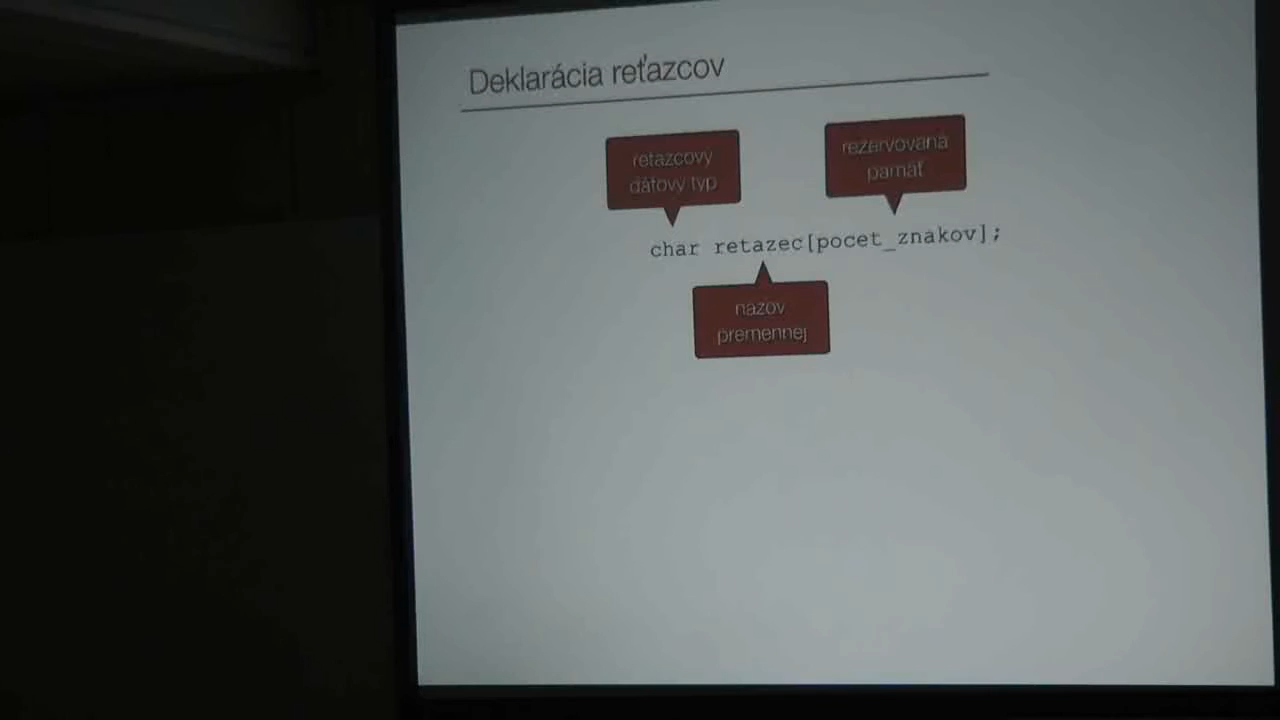 Deklarácia reťazcov
reťazcový
dátový typ
rezervovaná
pamäť
char retazec[pocet_znakov];
názov
premennej